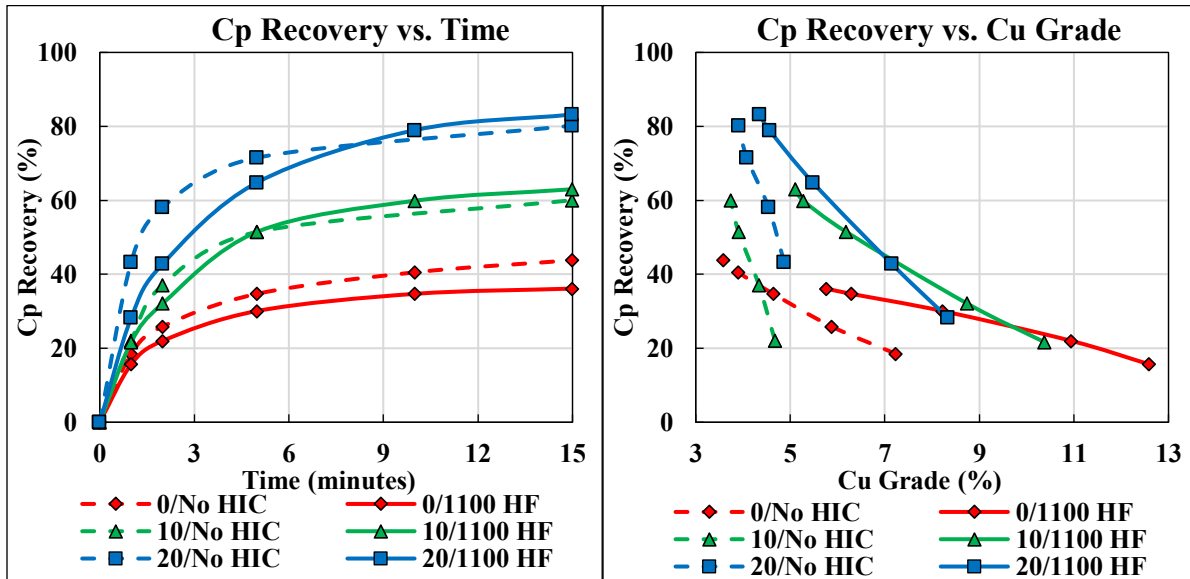 Cp Recovery vs. Time
100
80
60
40
20
0
Cp Recovery (%)
0 3 6 9 12 15
Time (minutes)
0/No HIC 0/1100 HF
10/No HIC 10/1100 HF
20/No HIC 20/1100 HF
Cp Recovery vs. Cu Grade
100
80
60
40
20
0
Cp Recovery (%)
3 5 7 9 11 13
Cu Grade (%)
0/No HIC 0/1100 HF
10/No HIC 10/1100 HF
20/No HIC 20/1100 HF